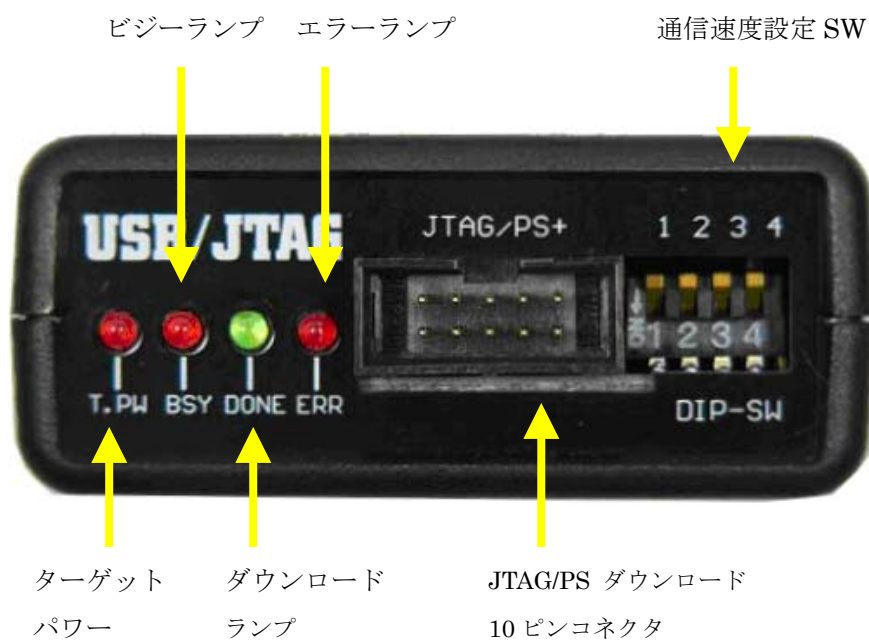 ビジーランプ エラーランプ 通信速度設定 SW
USB/JTAG
JTAG/PS+ 1 2 3 4
1 2 3 4
T.PW BSY DONE ERR
DIP-SW
ターゲット
パワー
ダウンロード
ランプ
JTAG/PS ダウンロード
10 ピンコネクタ